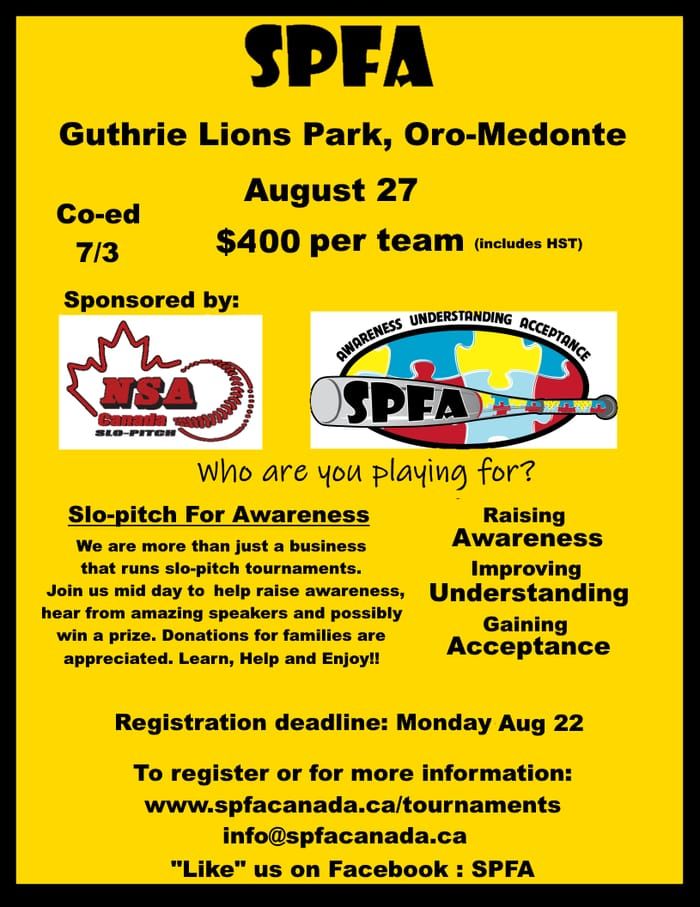 SPFA
Guthrie Lions Park, Oro-Medonte
August 27
Co-ed
7/3
$400 per team (includes HST)
Sponsored by:
NSA
Canada
SLO-PITCH
AWARENESS UNDERSTANDING ACCEPTANCE
SPFA
Who are you playing for?
Slo-pitch For Awareness
We are more than just a business
that runs slo-pitch tournaments.
Join us mid day to help raise awareness,
hear from amazing speakers and possibly
win a prize. Donations for families are
appreciated. Learn, Help and Enjoy!!
Raising
Awareness
Improving
Understanding
Gaining
Acceptance
Registration deadline: Monday Aug 22
To register or for more information:
www.spfacanada.ca/tournaments
info@spfacanada.ca
"Like" us on Facebook : SPFA